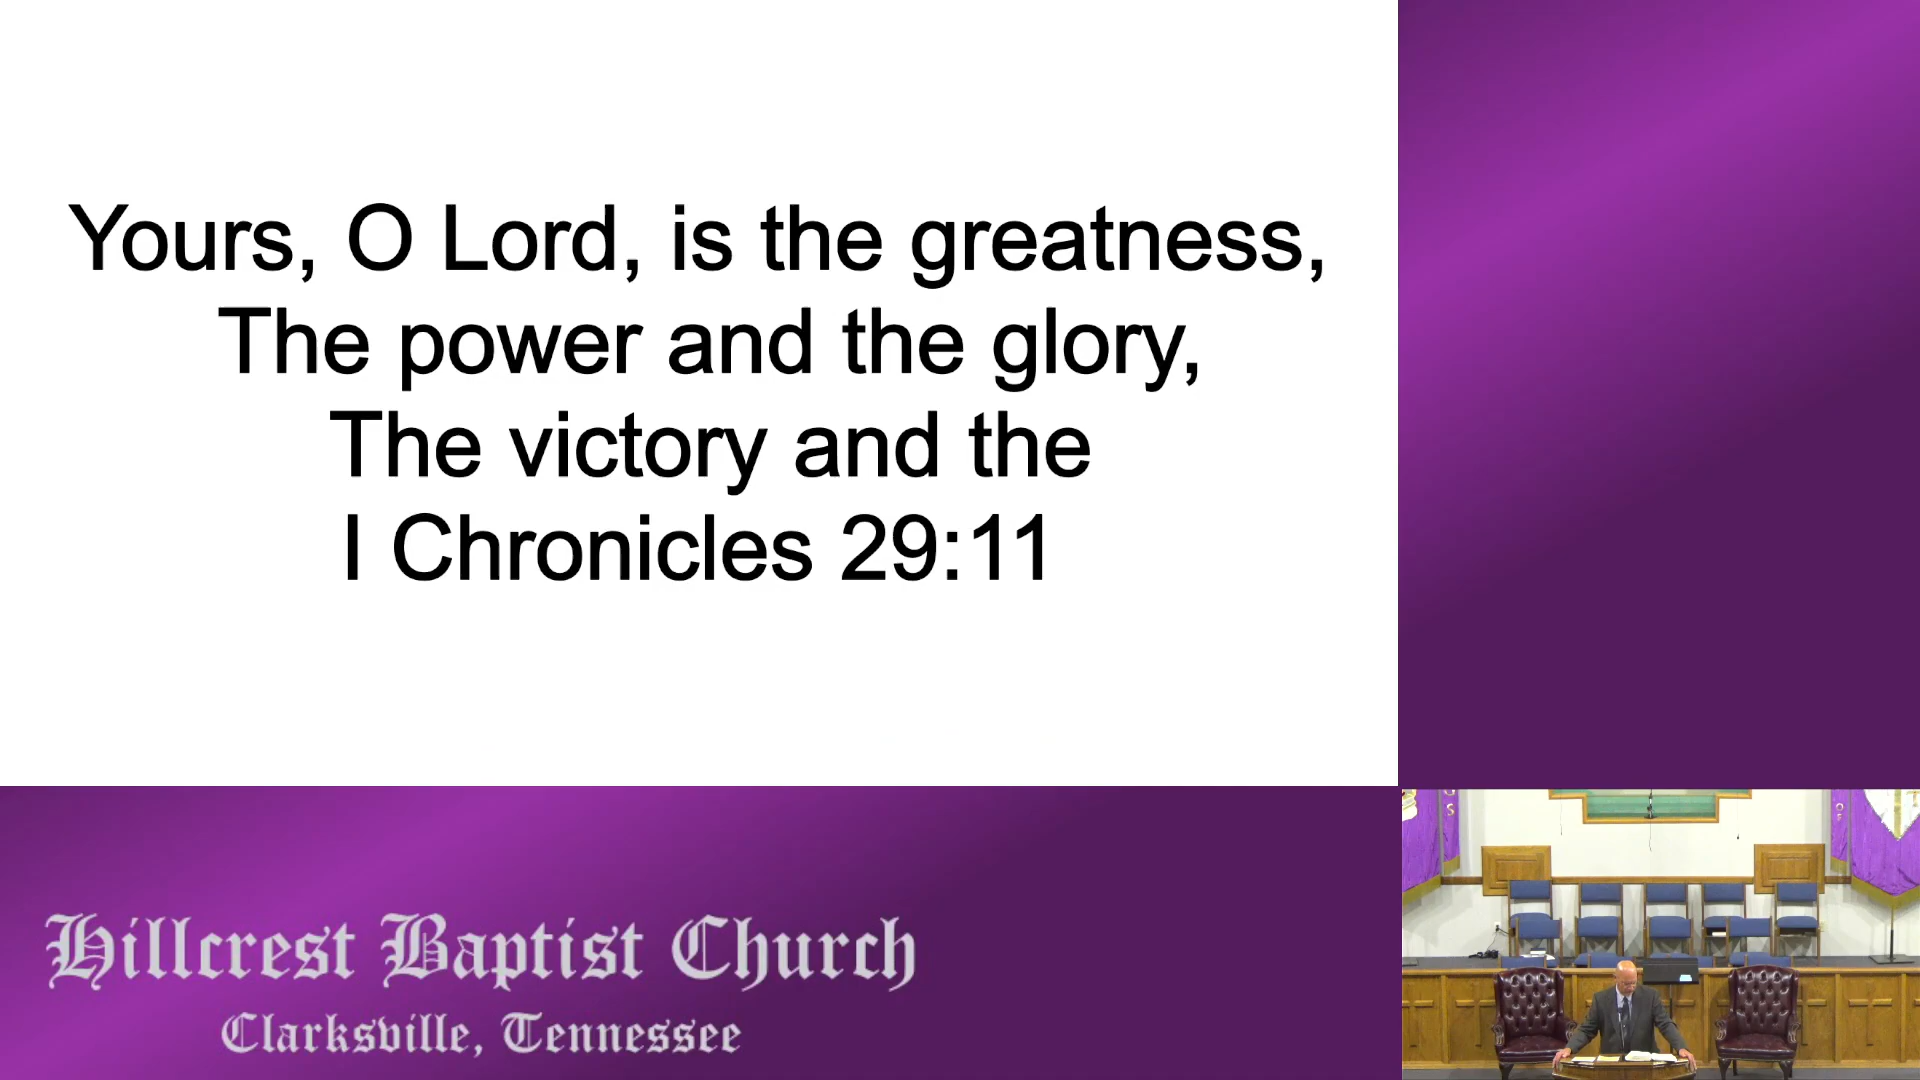 Yours, O Lord, is the greatness,
The power and the glory,
The victory and the
I Chronicles 29:11
Hillcrest Baptist Church
Clarksville, Tennessee